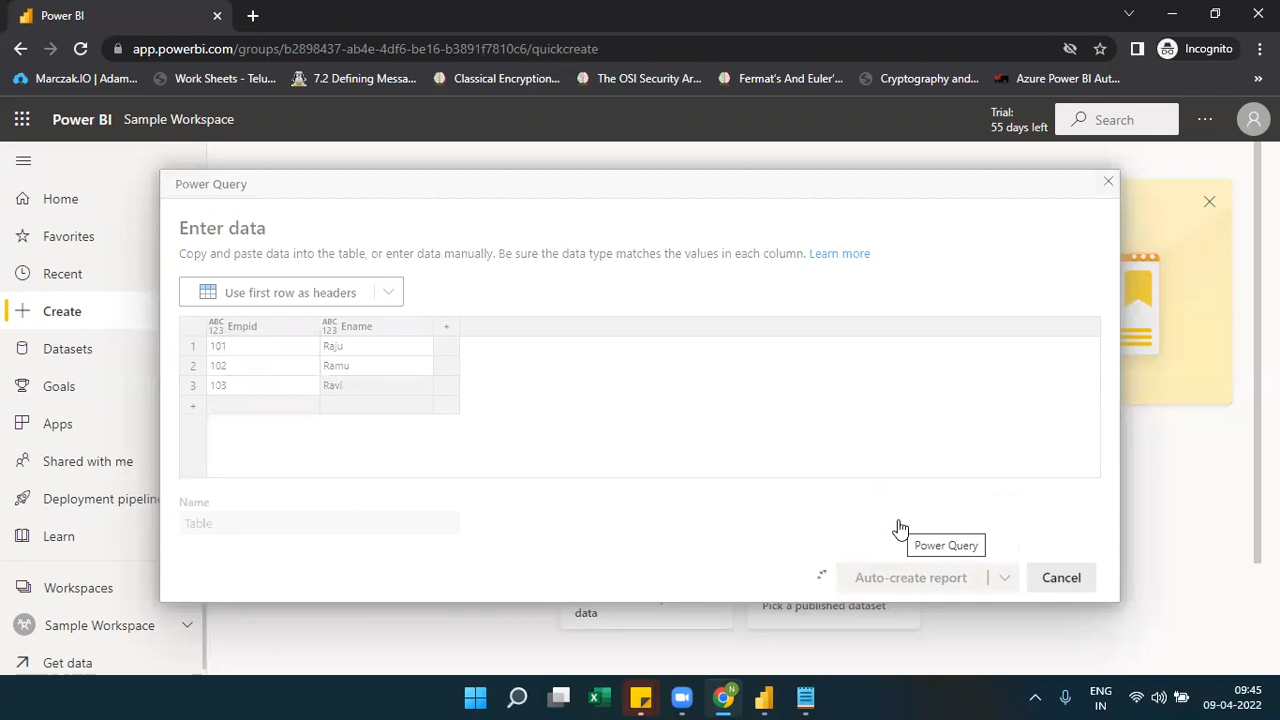 Power BI
app.powerbi.com/groups/b2898437-ab4e-4df6-be16-b3891f7810c6/quickcreate
Incognito
Marczak.IO | Adam...
Work Sheets - Telu...
7.2 Defining Messa...
Classical Encryption...
The OSI Security Ar...
Fermat's And Euler'...
Cryptography and...
Azure Power BI Aut...
»
Power BI Sample Workspace
Trial:
55 days left
Search
Home
Favorites
Recent
Create
Datasets
Goals
Apps
Shared with me
Deployment pipelin
Learn
Workspaces
Sample Workspace
Get data
Power Query
Enter data
Copy and paste data into the table, or enter data manually. Be sure the data type matches the values in each column. Learn more
Use first row as headers
ABC 123 Empid ABC 123 Ename +
1 101 Raju
2 102 Ramu
3 103 Ravi
+
Name
Table
Power Query
Auto-create report
Cancel
data
Pick a published dataset
N
ENG
IN
09:45
09-04-2022